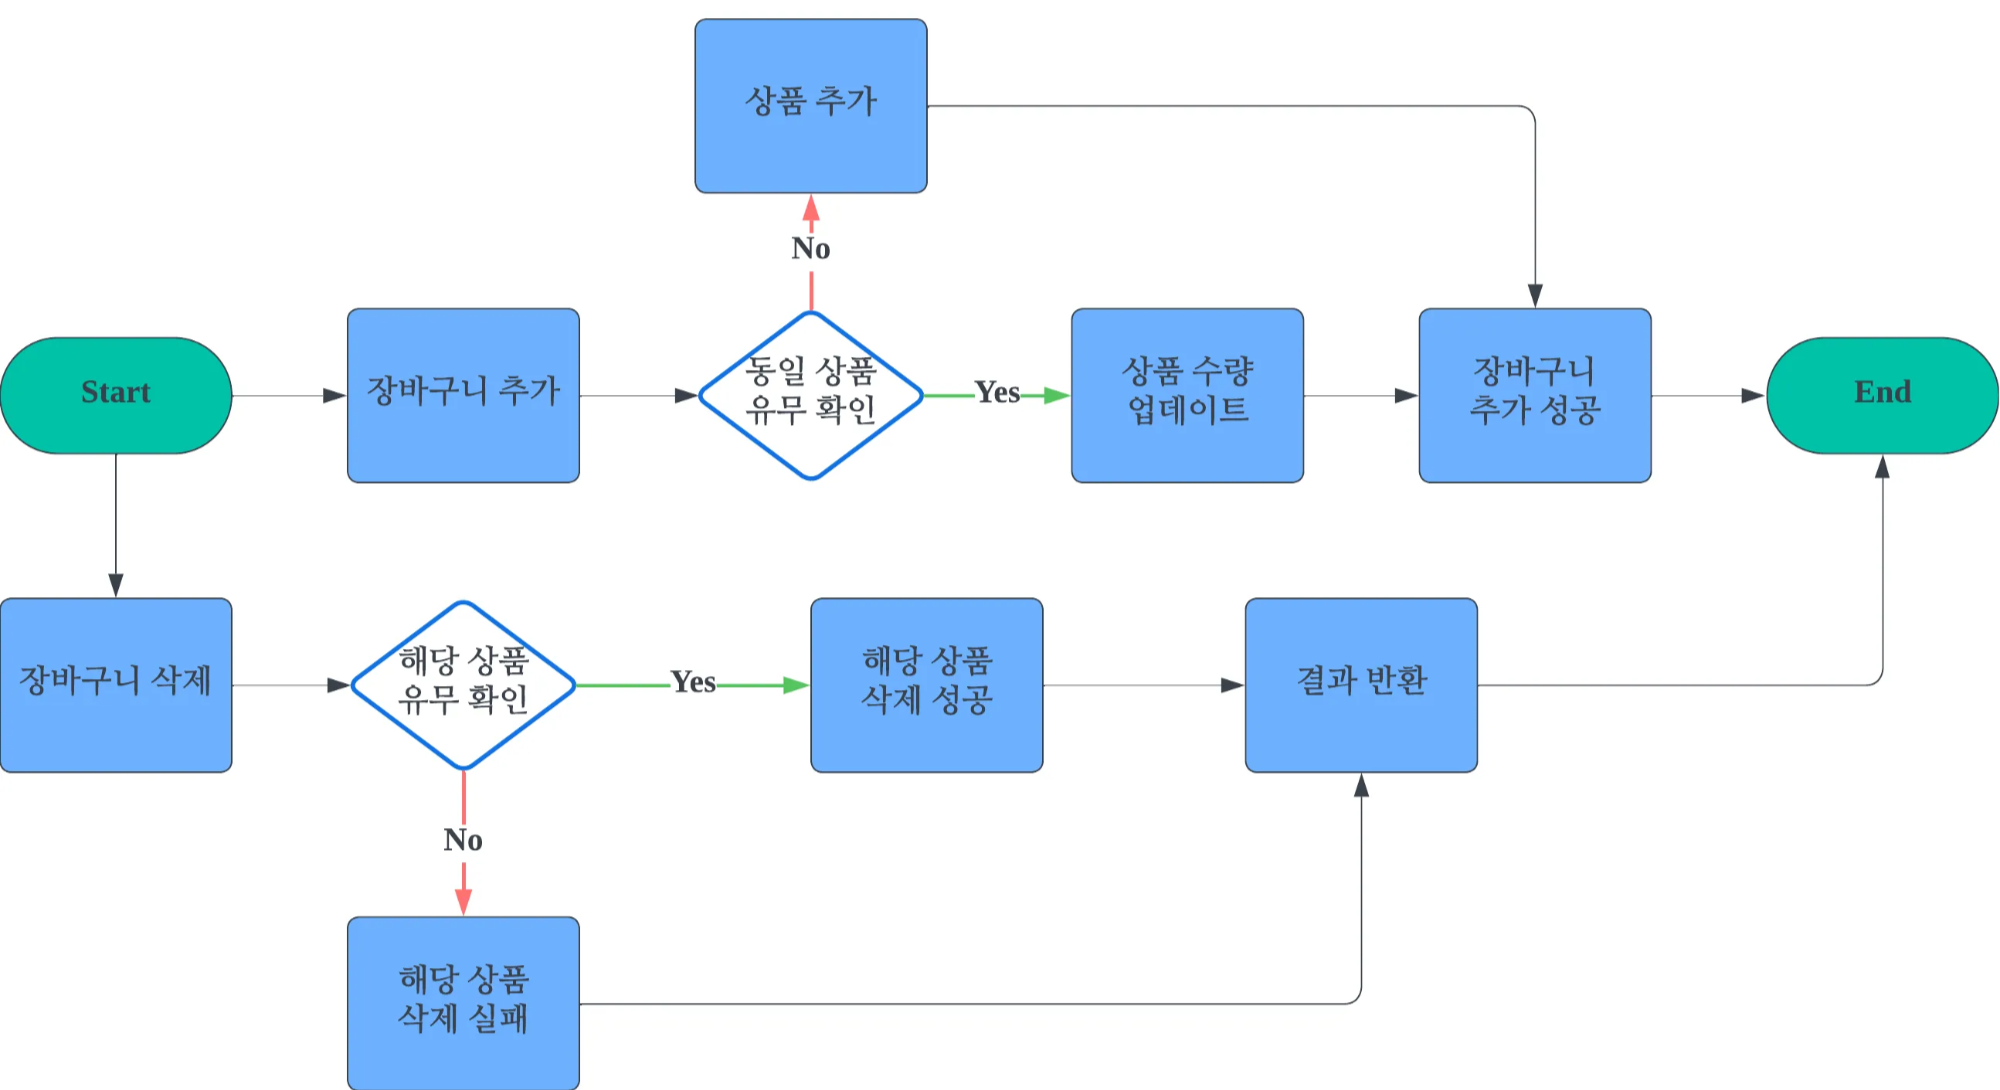 상품 추가
No
Start
장바구니 추가
동일 상품
유무 확인
Yes
상품 수량
업데이트
장바구니
추가 성공
End
장바구니 삭제
해당 상품
유무 확인
Yes
해당 상품
삭제 성공
결과 반환
No
해당 상품
삭제 실패